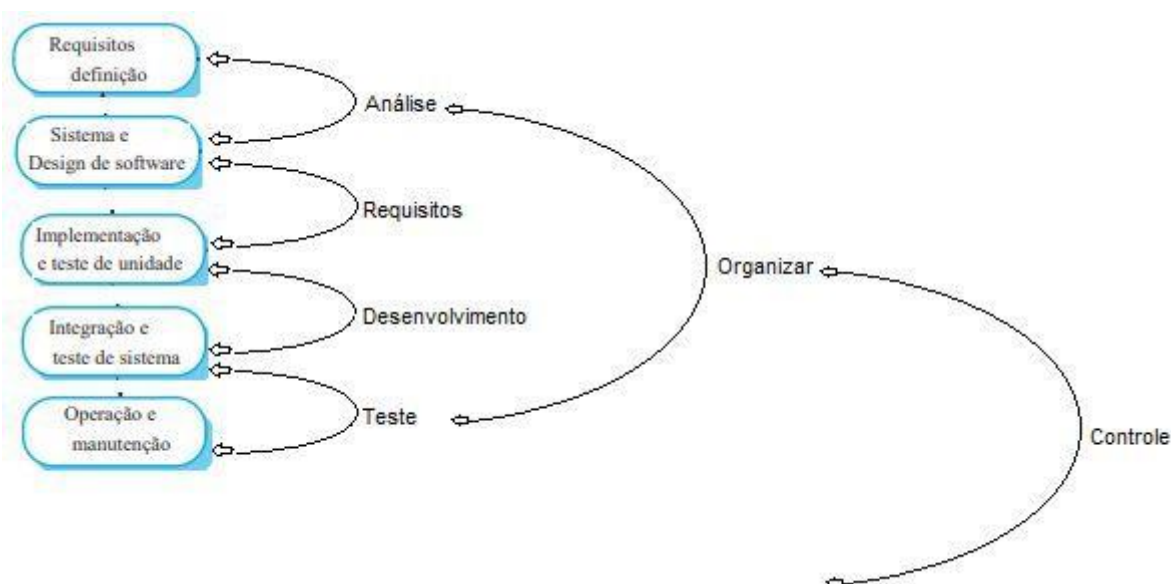 Requisitos
definição
Análise
Sistema e
Design de software
Requisitos
Implementação
e teste de unidade
Organizar
Desenvolvimento
Integração e
teste de sistema
Teste
Operação e
manutenção
Controle